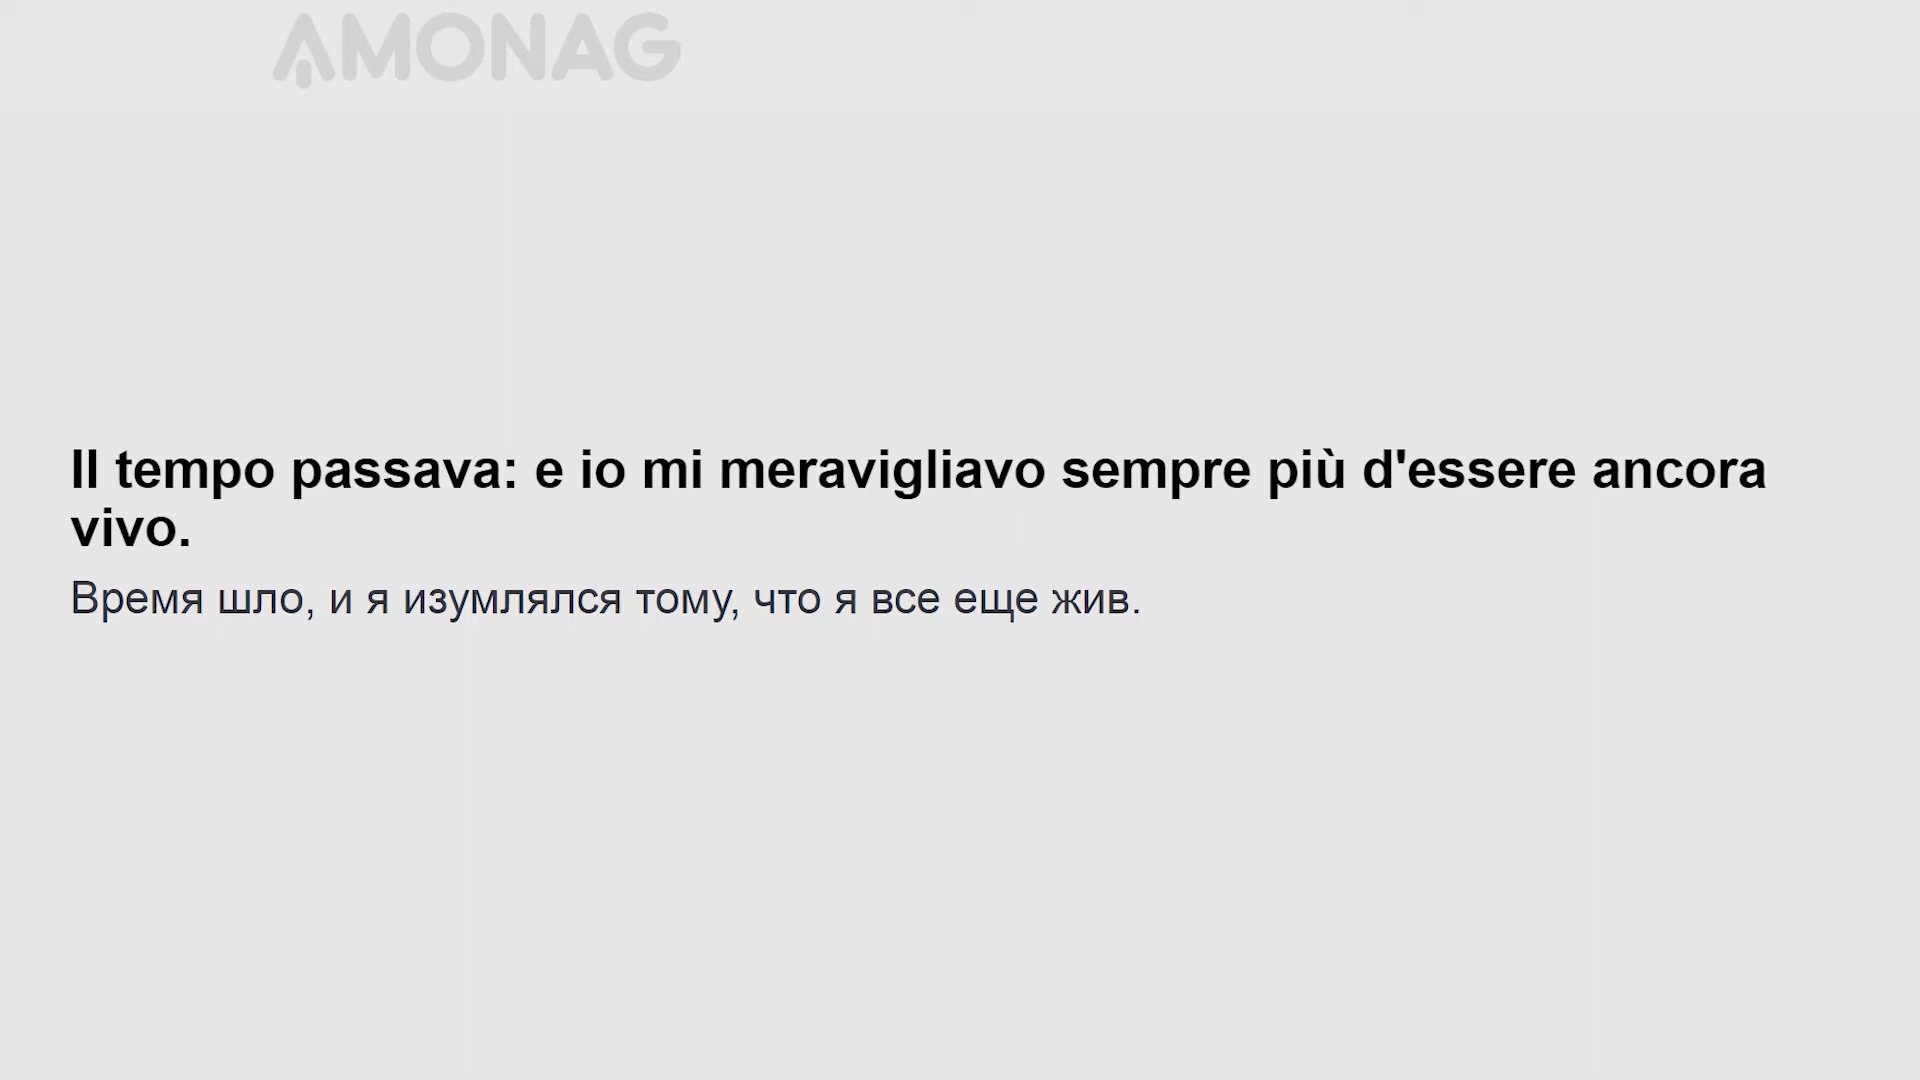 AMONAG
Il tempo passava: e io mi meravigliavo sempre più d'essere ancora
vivo.
Время шло, и я изумлялся тому, что я все еще жив.